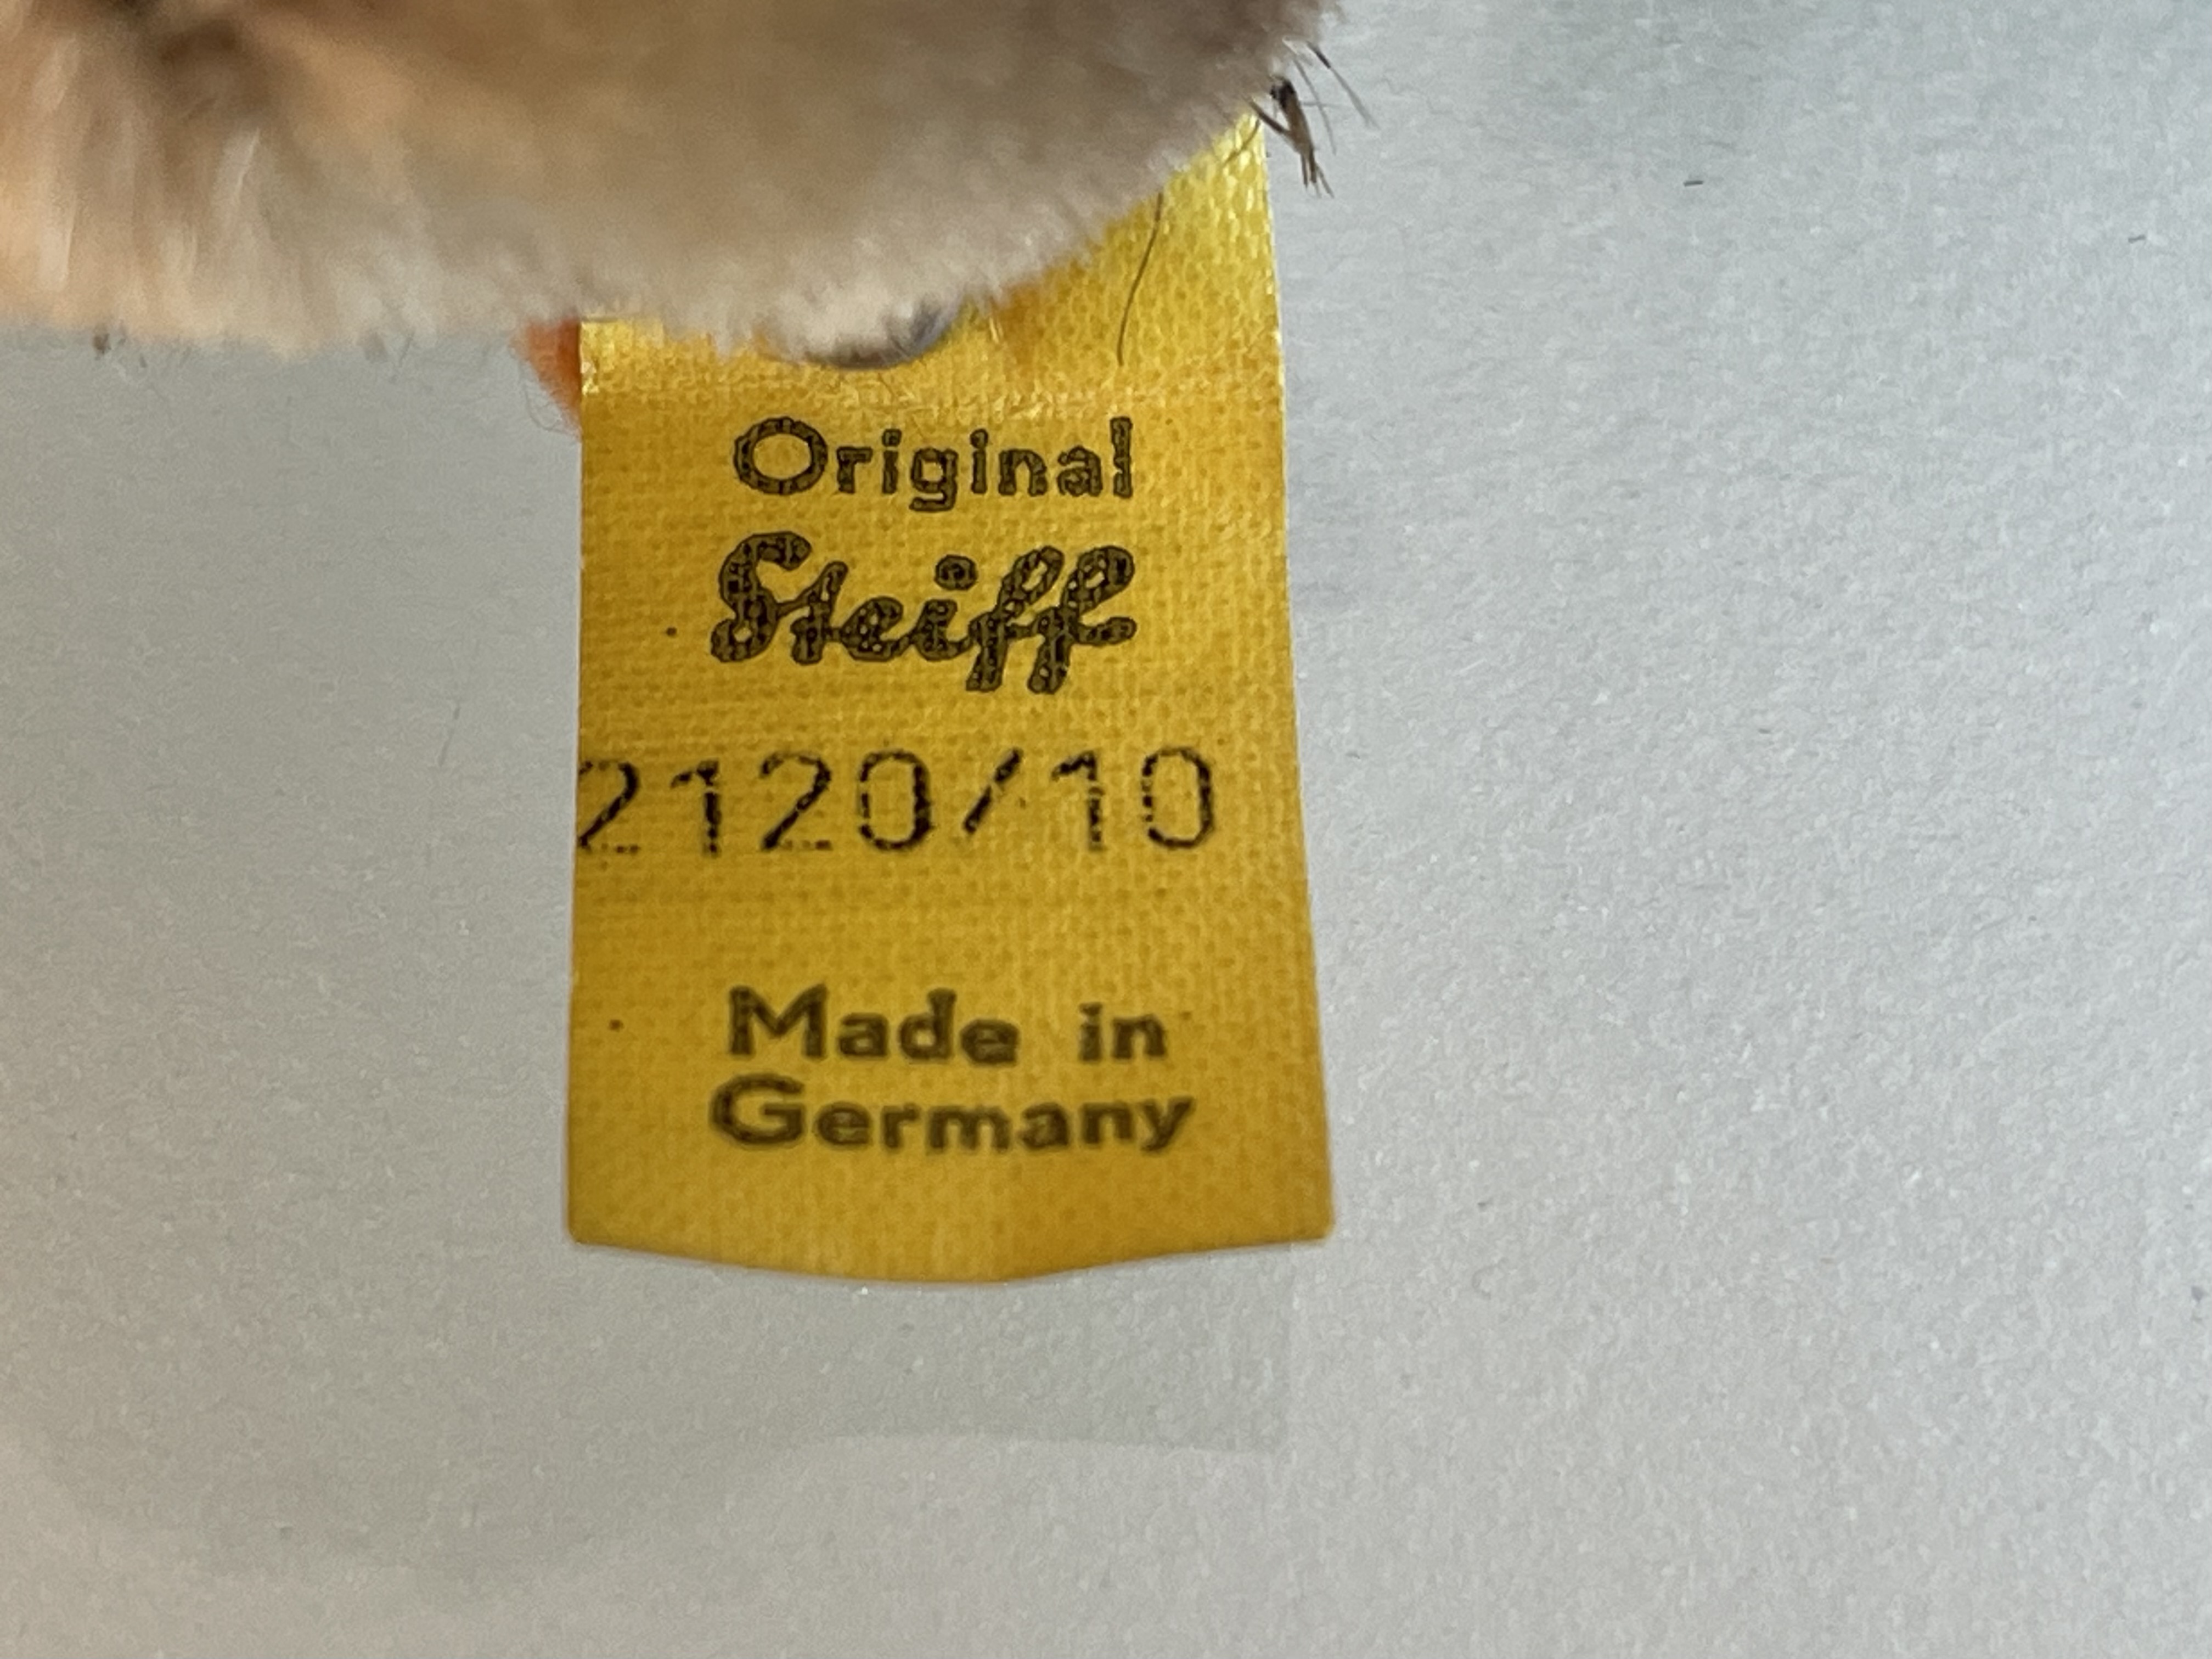 Original
Steiff
2120/10
Made in
Germany